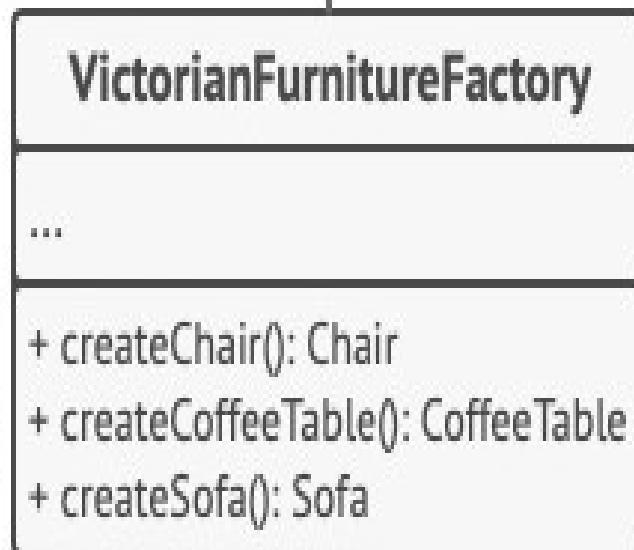 VictorianFurnitureFactory
...
+ createChair(): Chair
+ createCoffeeTable(): CoffeeTable
+ createSofa(): Sofa